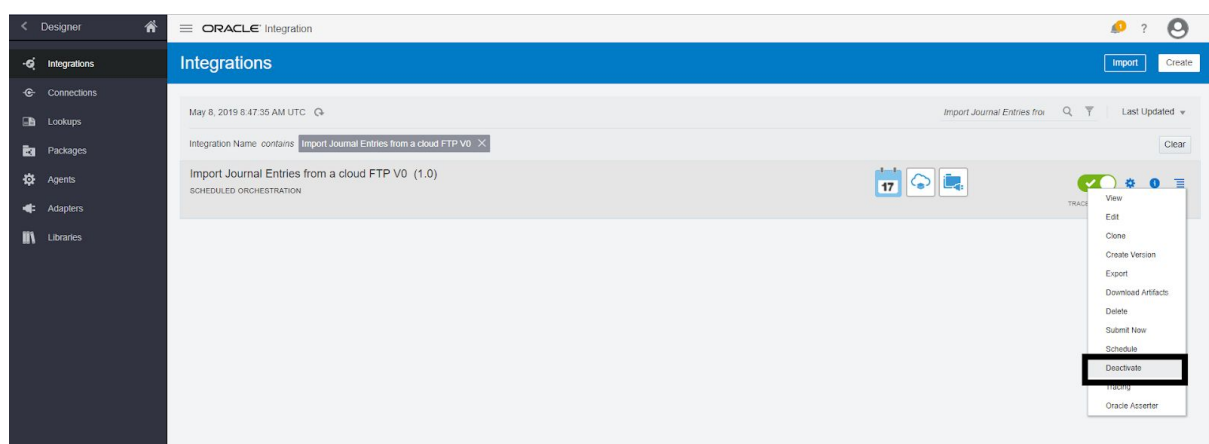 Designer
ORACLE Integration
1
?
Integrations
Connections
Lookups
Packages
Agents
Adapters
Libraries
Integrations
Import
Create
May 8, 2019 8:47:35 AM UTC
Import Journal Entries fro
Last Updated
Integration Name contains Import Journal Entries from a cloud FTP V0
Clear
Import Journal Entries from a cloud FTP V0 (1.0)
SCHEDULED ORCHESTRATION
17
TRACE
View
Edit
Clone
Create Version
Export
Download Artifacts
Delete
Submit Now
Schedule
Deactivate
Tracing
Oracle Asserter